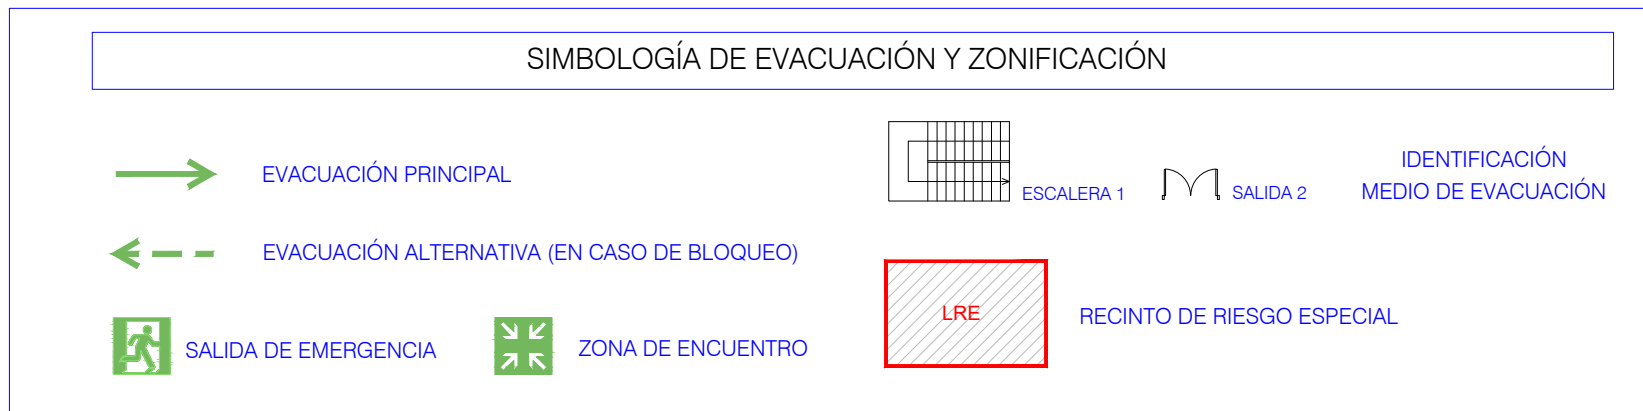 SIMBOLOGÍA DE EVACUACIÓN Y ZONIFICACIÓN
EVACUACIÓN PRINCIPAL
EVACUACIÓN ALTERNATIVA (EN CASO DE BLOQUEO)
SALIDA DE EMERGENCIA
ZONA DE ENCUENTRO
ESCALERA 1
SALIDA 2
IDENTIFICACIÓN
MEDIO DE EVACUACIÓN
LRE
RECINTO DE RIESGO ESPECIAL